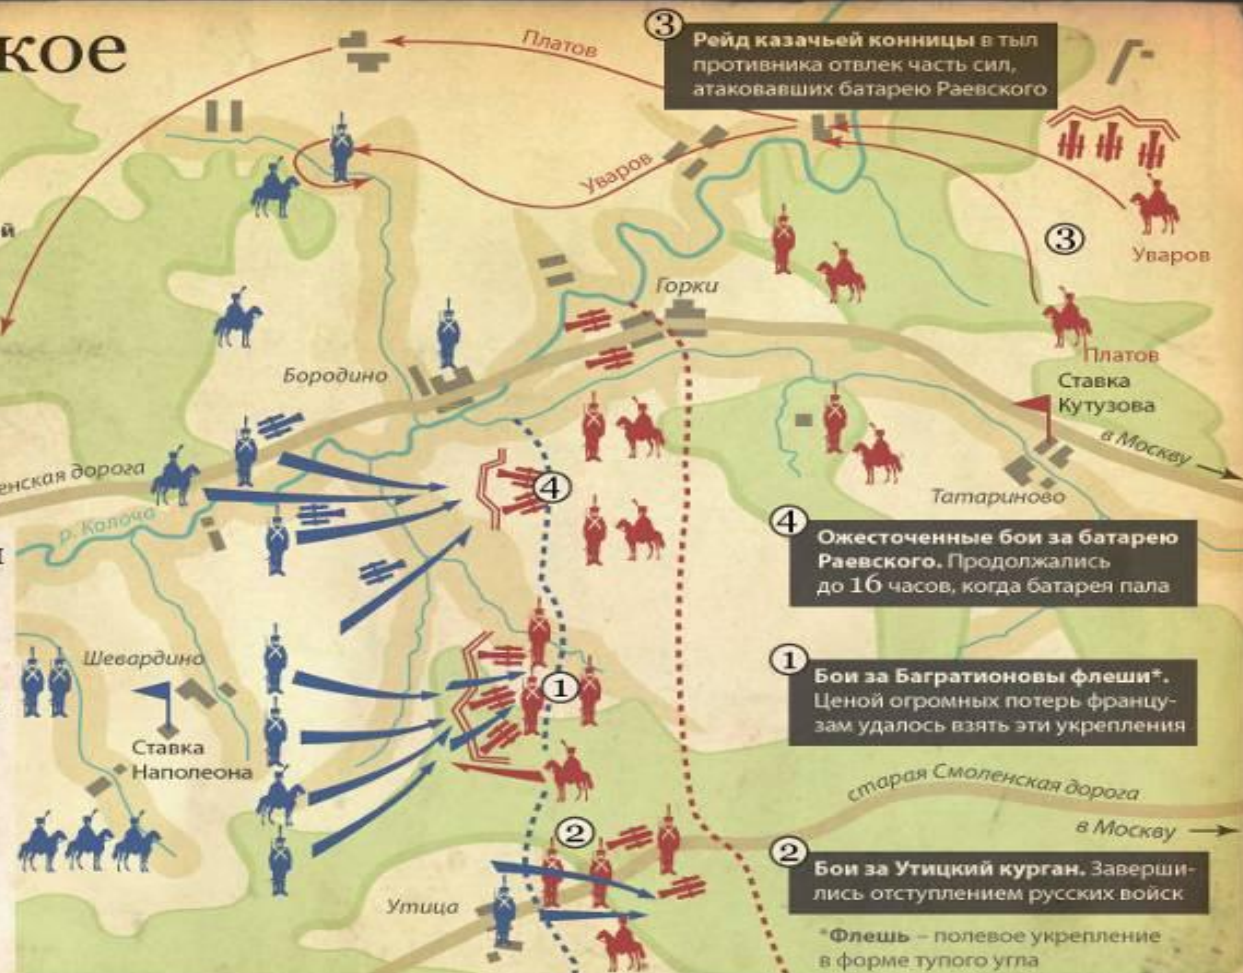 кое
Платов
3
Рейд казачьей конницы в тыл
противника отвлек часть сил,
атаковавших батарею Раевского
Уваров
й
3
Уваров
Горки
Платов
Бородино
Ставка
Кутузова
в Москву
енская дорога
4
Татариново
р. Колоча
4
Ожесточенные бои за батарею
Раевского. Продолжались
до 16 часов, когда батарея пала
Шевардино
1
1
Бои за Багратионовы флеши*.
Ценой огромных потерь францу-
зам удалось взять эти укрепления
Ставка
Наполеона
старая Смоленская дорога
в Москву
2
2
Бои за Утицкий курган. Заверши-
лись отступлением русских войск
Утица
*Флешь – полевое укрепление
в форме тупого угла